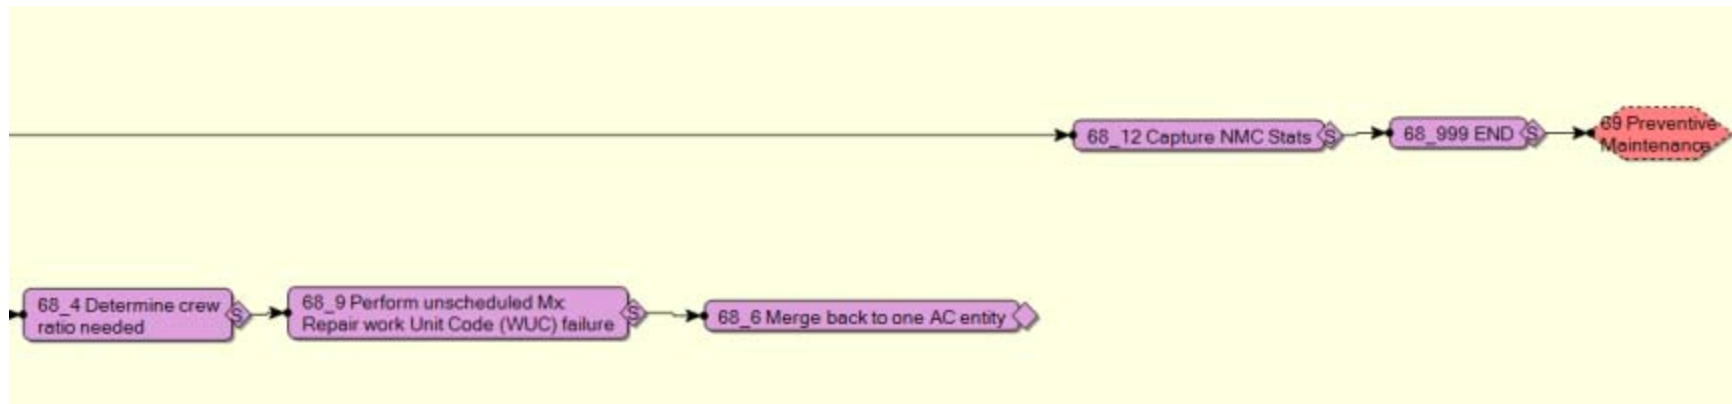 68_12 Capture NMC Stats
S
68_999 END
S
69 Preventive
Maintenance
68_4 Determine crew
ratio needed
S
68_9 Perform unscheduled Mx
Repair work Unit Code (WUC) failure
S
68_6 Merge back to one AC entity